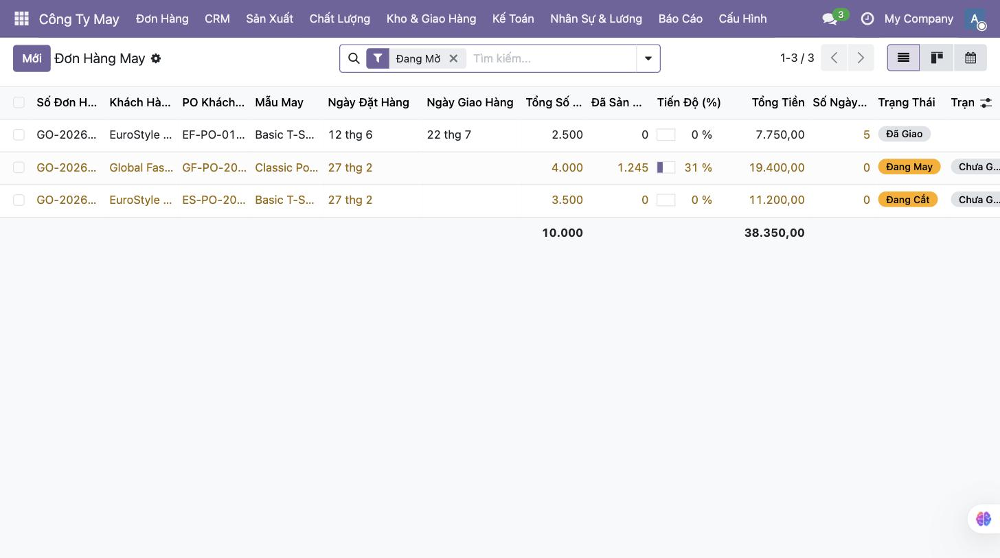 Công Ty May Đơn Hàng CRM Sản Xuất Chất Lượng Kho & Giao Hàng Kế Toán Nhân Sự & Lương Báo Cáo Cấu Hình 3 My Company A
Mới Đơn Hàng May Đang Mở Tìm kiếm... 1-3 / 3
Số Đơn H... Khách Hà... PO Khách... Mẫu May Ngày Đặt Hàng Ngày Giao Hàng Tổng Số ... Đã Sản ... Tiến Độ (%) Tổng Tiền Số Ngày... Trạng Thái Trạn
GO-2026... EuroStyle ... EF-PO-01... Basic T-S... 12 thg 6 22 thg 7 2.500 0 0 % 7.750,00 5 Đã Giao
GO-2026... Global Fas... GF-PO-20... Classic Po... 27 thg 2 4.000 1.245 31 % 19.400,00 0 Đang May Chưa G...
GO-2026... EuroStyle ... ES-PO-20... Basic T-S... 27 thg 2 3.500 0 0 % 11.200,00 0 Đang Cắt Chưa G...
10.000 38.350,00